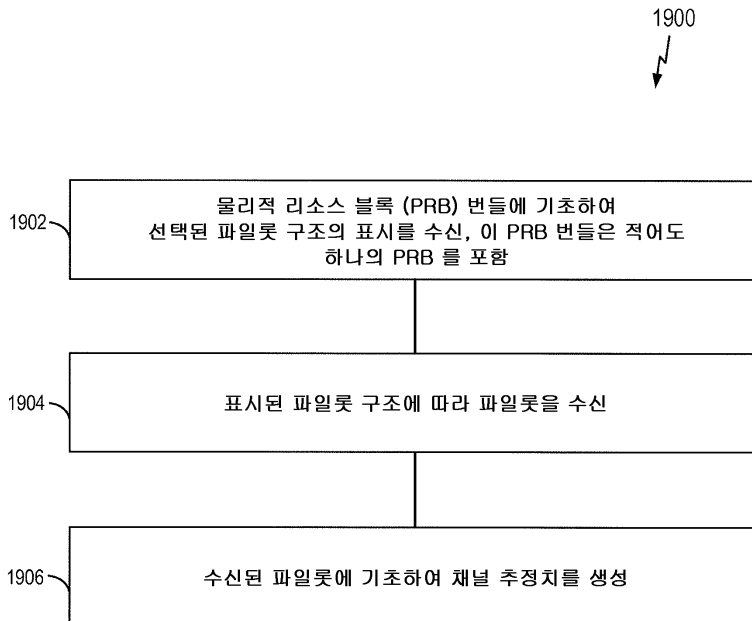 1900
1902
물리적 리소스 블록 (PRB) 번들에 기초하여
선택된 파일롯 구조의 표시를 수신, 이 PRB 번들은 적어도
하나의 PRB 를 포함
1904
표시된 파일롯 구조에 따라 파일롯을 수신
1906
수신된 파일롯에 기초하여 채널 추정치를 생성